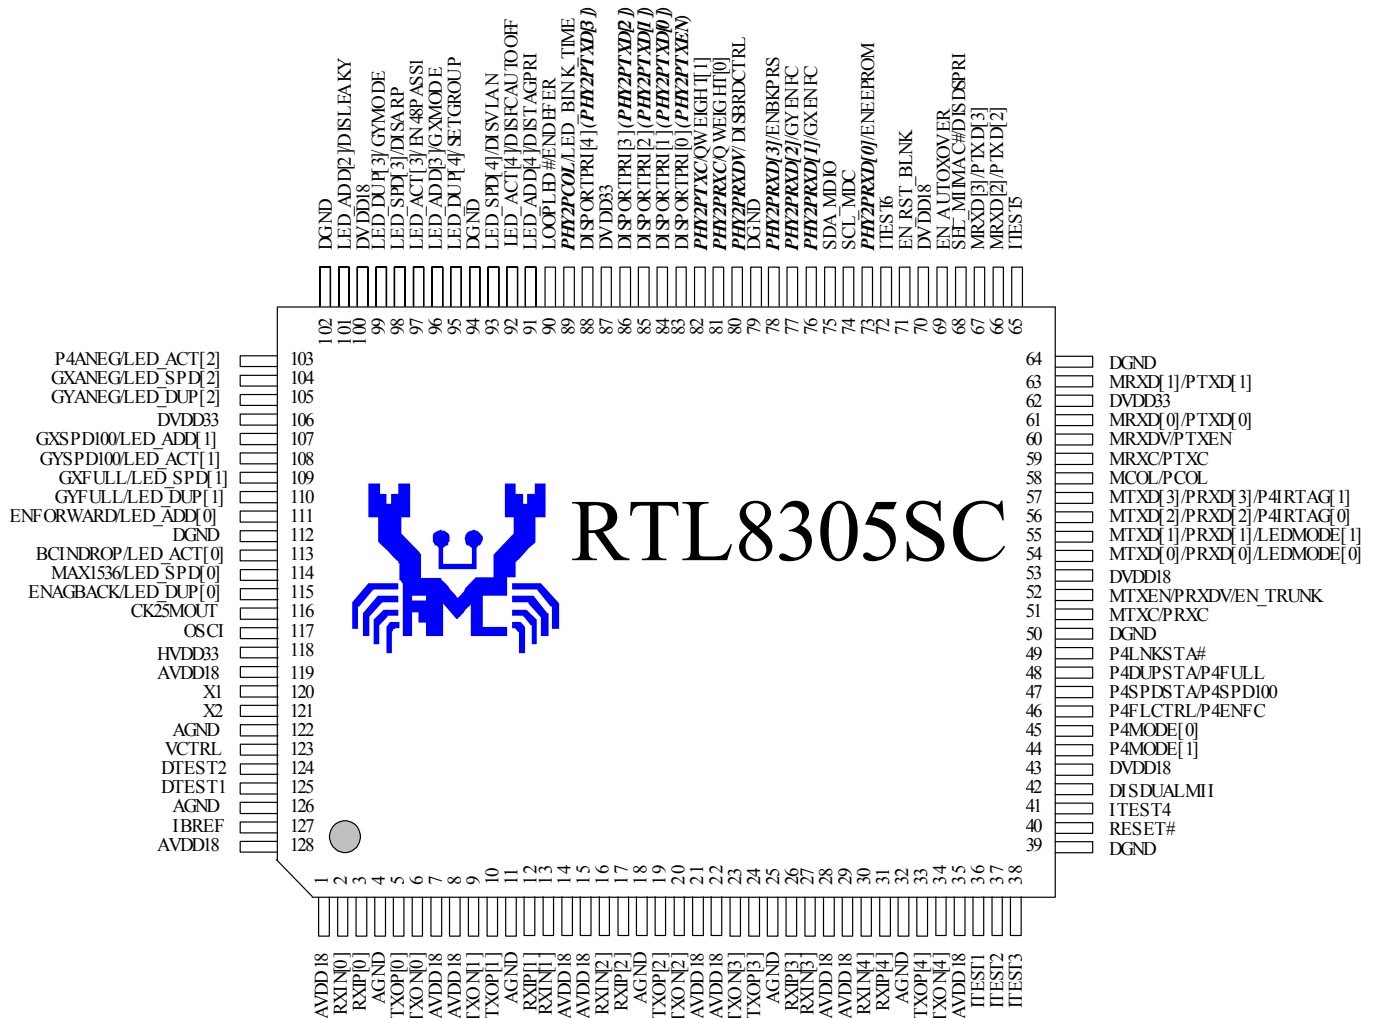 DGND
LED_ADD[2]/DISLEAKY
DVDD18
LED_DUP[3]/GYMODE
LED_SPD[3]/DISARP
LED_ACT[3]/EN48PASS1
LED_ADD[3]/GXMODE
LED_DUP[4]/SETGROUP
DGND
LED_SPD[4]/DISVLAN
LED_ACT[4]/DISFCAUTOOFF
LED_ADD[4]/DISTAGPRI
LOOPLED#/ENDEFER
PHY2PCOL/LED_BLNK_TIME
DISPORTPRI[4](PHY2PTXD[3])
DVDD33
DISPORTPRI[3](PHY2PTXD[2])
DISPORTPRI[2](PHY2PTXD[1])
DISPORTPRI[1](PHY2PTXD[0])
DISPORTPRI[0](PHY2PTXEN)
PHY2PTXC/QWEIGHT[1]
PHY2PRXC/QWEIGHT[0]
PHY2PRXDV/DISBRDCTRL
DGND
PHY2PRXD[3]/ENBKPRS
PHY2PRXD[2]/GYENFC
PHY2PRXD[1]/GXENFC
SDA_MDIO
SCL_MDC
PHY2PRXD[0]/ENEEPROM
ITEST6
EN_RST_BLNK
DVDD18
EN_AUTOXOVER
SEL_MIIMAC#/DISDSPRI
MRXD[3]/PTXD[3]
MRXD[2]/PTXD[2]
ITEST5
102 101 100 99 98 97 96 95 94 93 92 91 90 89 88 87 86 85 84 83 82 81 80 79 78 77 76 75 74 73 72 71 70 69 68 67 66 65
P4ANEG/LED_ACT[2] 103
GXANEG/LED_SPD[2] 104
GYANEG/LED_DUP[2] 105
DVDD33 106
GXSPD100/LED_ADD[1] 107
GYSPD100/LED_ACT[1] 108
GXFULL/LED_SPD[1] 109
GYFULL/LED_DUP[1] 110
ENFORWARD/LED_ADD[0] 111
DGND 112
BCINDROP/LED_ACT[0] 113
MAX1536/LED_SPD[0] 114
ENAGBACK/LED_DUP[0] 115
CK25MOUT 116
OSCI 117
HVDD33 118
AVDD18 119
X1 120
X2 121
AGND 122
VCTRL 123
DTEST2 124
DTEST1 125
AGND 126
IBREF 127
AVDD18 128
RTL8305SC
64 DGND
63 MRXD[1]/PTXD[1]
62 DVDD33
61 MRXD[0]/PTXD[0]
60 MRXDV/PTXEN
59 MRXC/PTXC
58 MCOL/PCOL
57 MTXD[3]/PRXD[3]/P4IRTAG[1]
56 MTXD[2]/PRXD[2]/P4IRTAG[0]
55 MTXD[1]/PRXD[1]/LEDMODE[1]
54 MTXD[0]/PRXD[0]/LEDMODE[0]
53 DVDD18
52 MTXEN/PRXDV/EN_TRUNK
51 MTXC/PRXC
50 DGND
49 P4LNKSTA#
48 P4DUPSTA/P4FULL
47 P4SPDSTA/P4SPD100
46 P4FLCTRL/P4ENFC
45 P4MODE[0]
44 P4MODE[1]
43 DVDD18
42 DISDUALMII
41 ITEST4
40 RESET#
39 DGND
1 2 3 4 5 6 7 8 9 10 11 12 13 14 15 16 17 18 19 20 21 22 23 24 25 26 27 28 29 30 31 32 33 34 35 36 37 38
AVDD18
RXIN[0]
RXIP[0]
AGND
TXOP[0]
TXON[0]
AVDD18
AVDD18
TXON[1]
TXOP[1]
AGND
RXIP[1]
RXIN[1]
AVDD18
AVDD18
RXIN[2]
RXIP[2]
AGND
TXOP[2]
TXON[2]
AVDD18
AVDD18
TXON[3]
TXOP[3]
AGND
RXIP[3]
RXIN[3]
AVDD18
AVDD18
RXIN[4]
RXIP[4]
AGND
TXOP[4]
TXON[4]
AVDD18
ITEST1
ITEST2
ITEST3